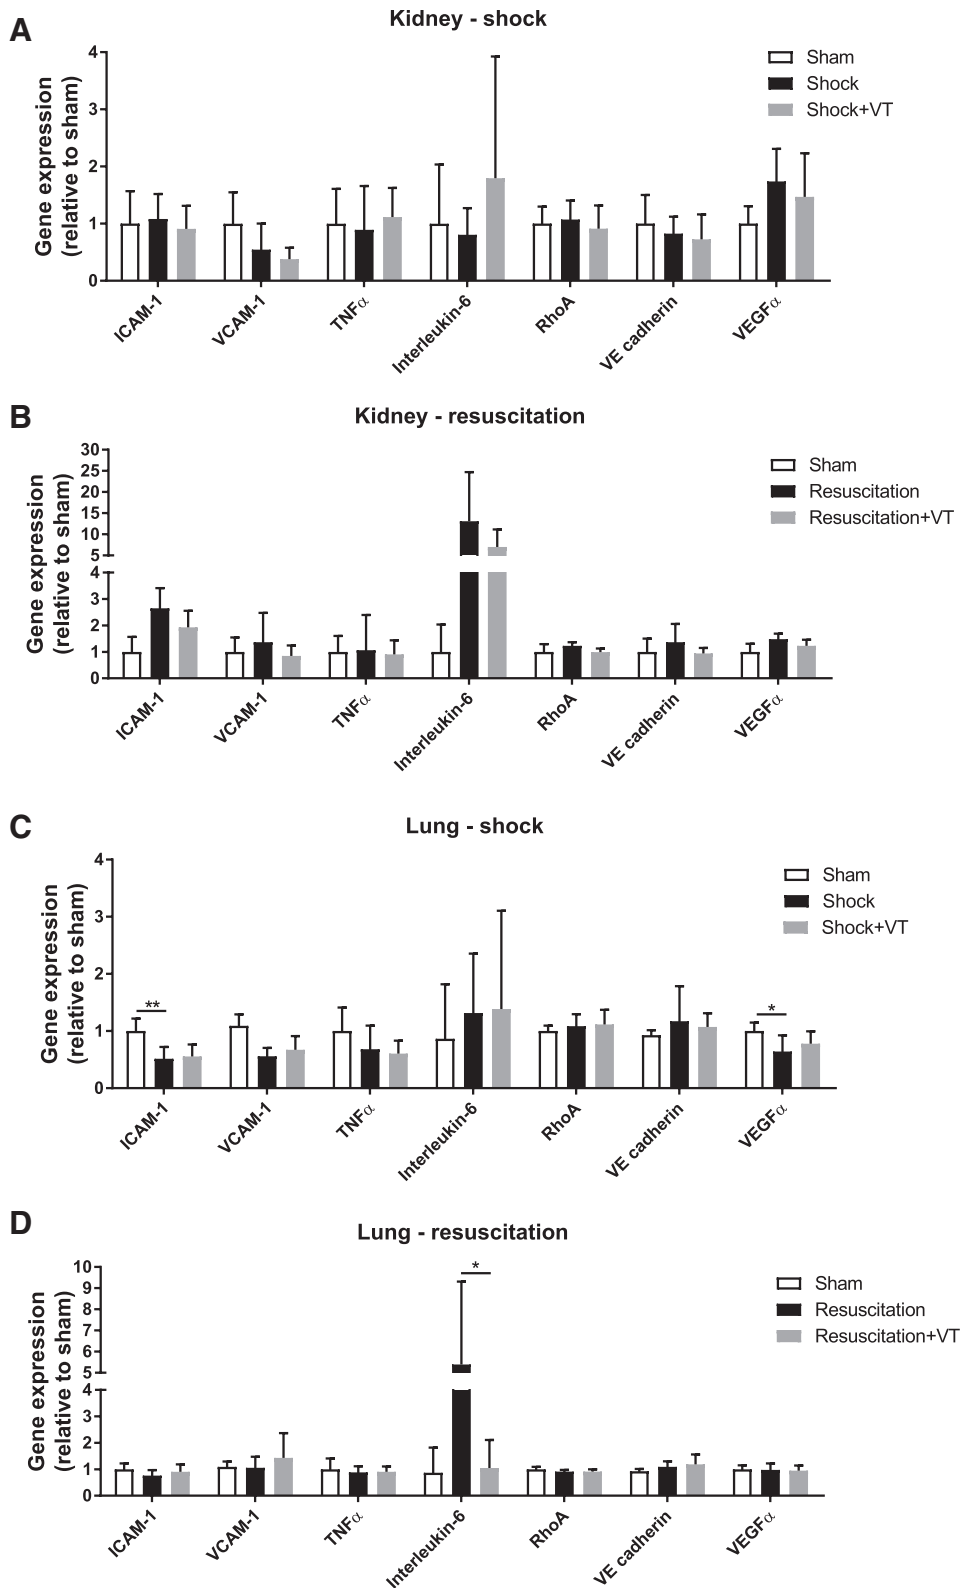 A
Kidney - shock
Gene expression
(relative to sham)
4
3
2
1
0
Sham
Shock
Shock+VT
ICAM-1
VCAM-1
TNFα
Interleukin-6
RhoA
VE cadherin
VEGFα
B
Kidney - resuscitation
Gene expression
(relative to sham)
30
25
20
15
10
5
4
3
2
1
0
Sham
Resuscitation
Resuscitation+VT
ICAM-1
VCAM-1
TNFα
Interleukin-6
RhoA
VE cadherin
VEGFα
C
Lung - shock
Gene expression
(relative to sham)
4
3
2
1
0
**
*
Sham
Shock
Shock+VT
ICAM-1
VCAM-1
TNFα
Interleukin-6
RhoA
VE cadherin
VEGFα
D
Lung - resuscitation
Gene expression
(relative to sham)
10
9
8
7
6
5
4
3
2
1
0
*
Sham
Resuscitation
Resuscitation+VT
ICAM-1
VCAM-1
TNFα
Interleukin-6
RhoA
VE cadherin
VEGFα